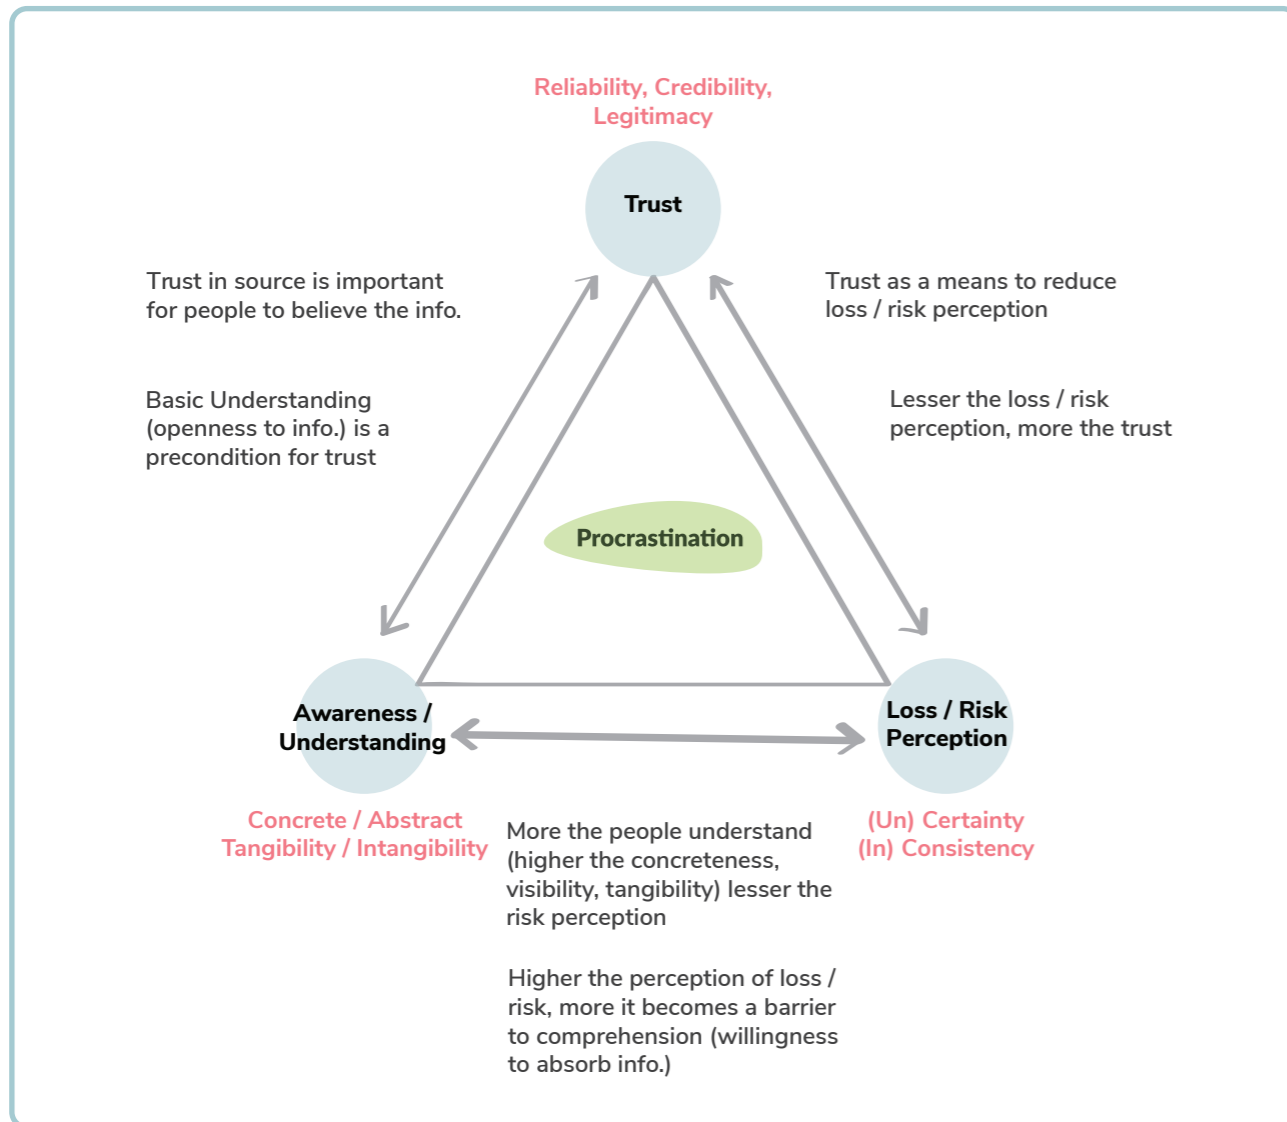 Reliability, Credibility,
Legitimacy
Trust
Trust in source is important
for people to believe the info.
Trust as a means to reduce
loss / risk perception
Basic Understanding
(openness to info.) is a
precondition for trust
Lesser the loss / risk
perception, more the trust
Procrastination
Awareness /
Understanding
Loss / Risk
Perception
Concrete / Abstract
Tangibility / Intangibility
(Un) Certainty
(In) Consistency
More the people understand
(higher the concreteness,
visibility, tangibility) lesser the
risk perception
Higher the perception of loss /
risk, more it becomes a barrier
to comprehension (willingness
to absorb info.)